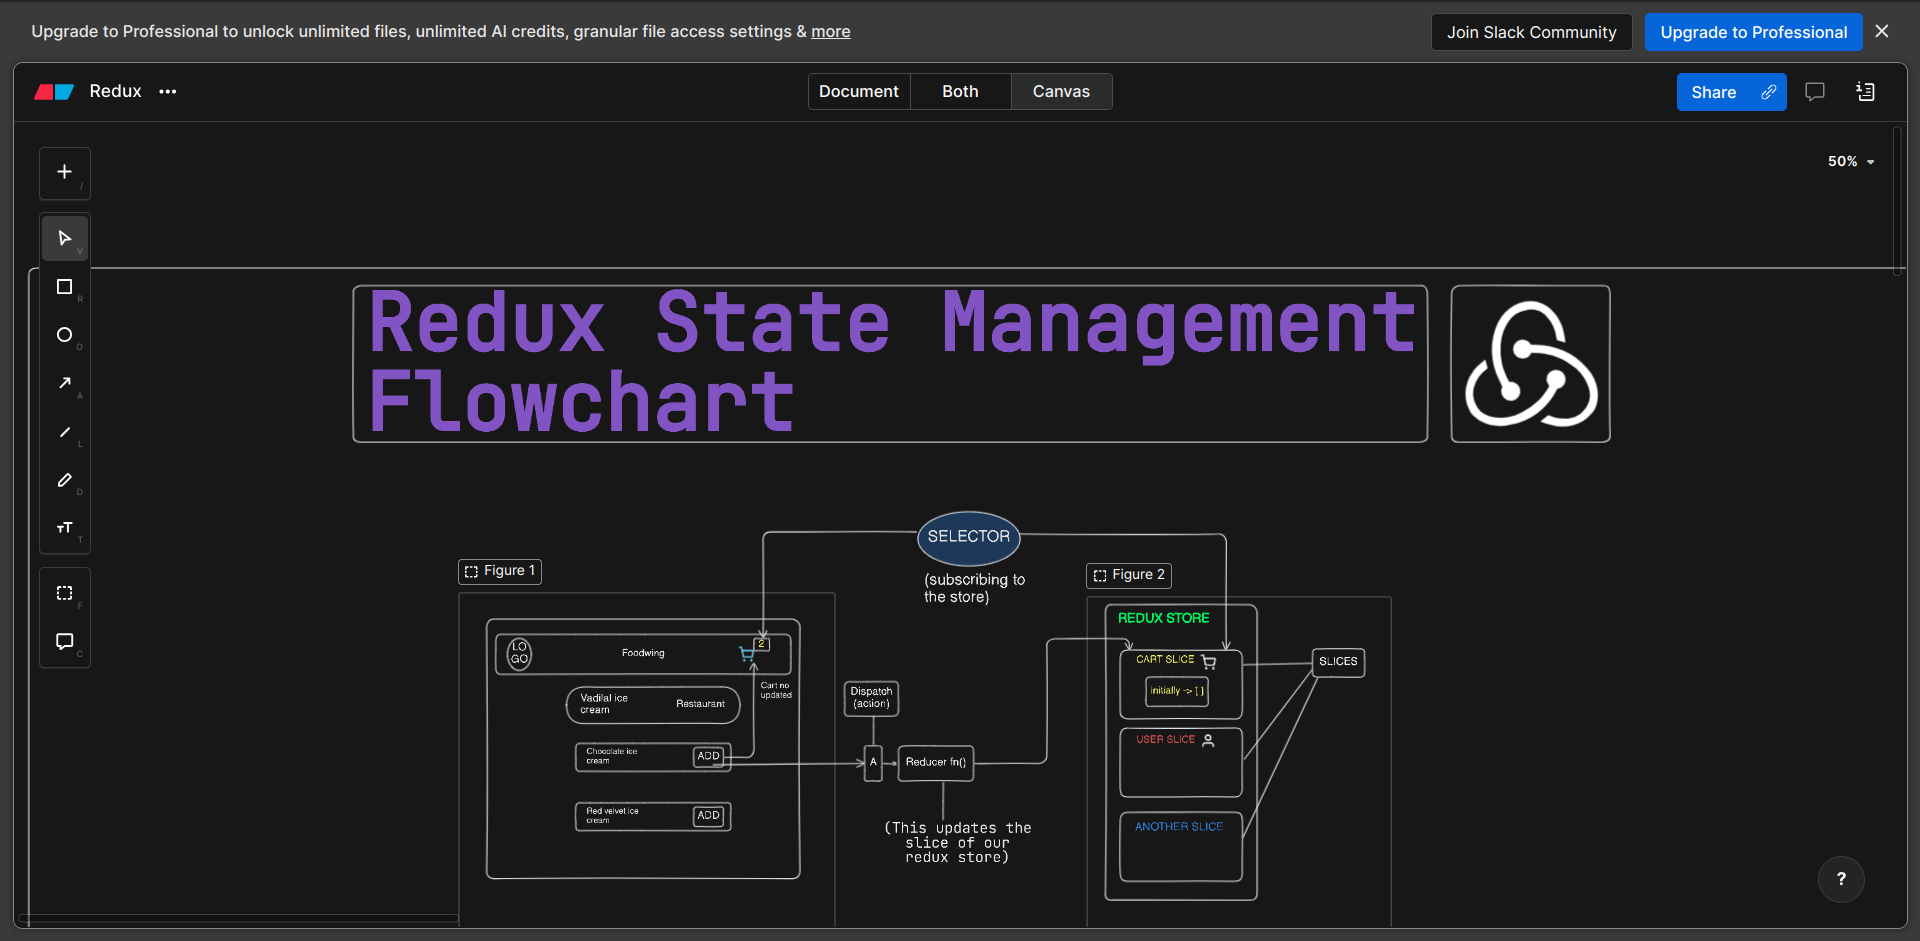 Upgrade to Professional to unlock unlimited files, unlimited AI credits, granular file access settings & more
Join Slack Community
Upgrade to Professional
Redux
Document
Both
Canvas
Share
50%
/
V
R
O
A
L
D
T
F
C
Redux State Management
Flowchart
SELECTOR
(subscribing to
the store)
Figure 1
LO
GO
Foodwing
2
Cart no
updated
Vadilal ice
cream
Restaurant
Chocolate ice
cream
ADD
Red velvet ice
cream
ADD
Dispatch
(action)
A
Reducer fn()
(This updates the
slice of our
redux store)
Figure 2
REDUX STORE
CART SLICE
initially -> [ ]
USER SLICE
ANOTHER SLICE
SLICES
?